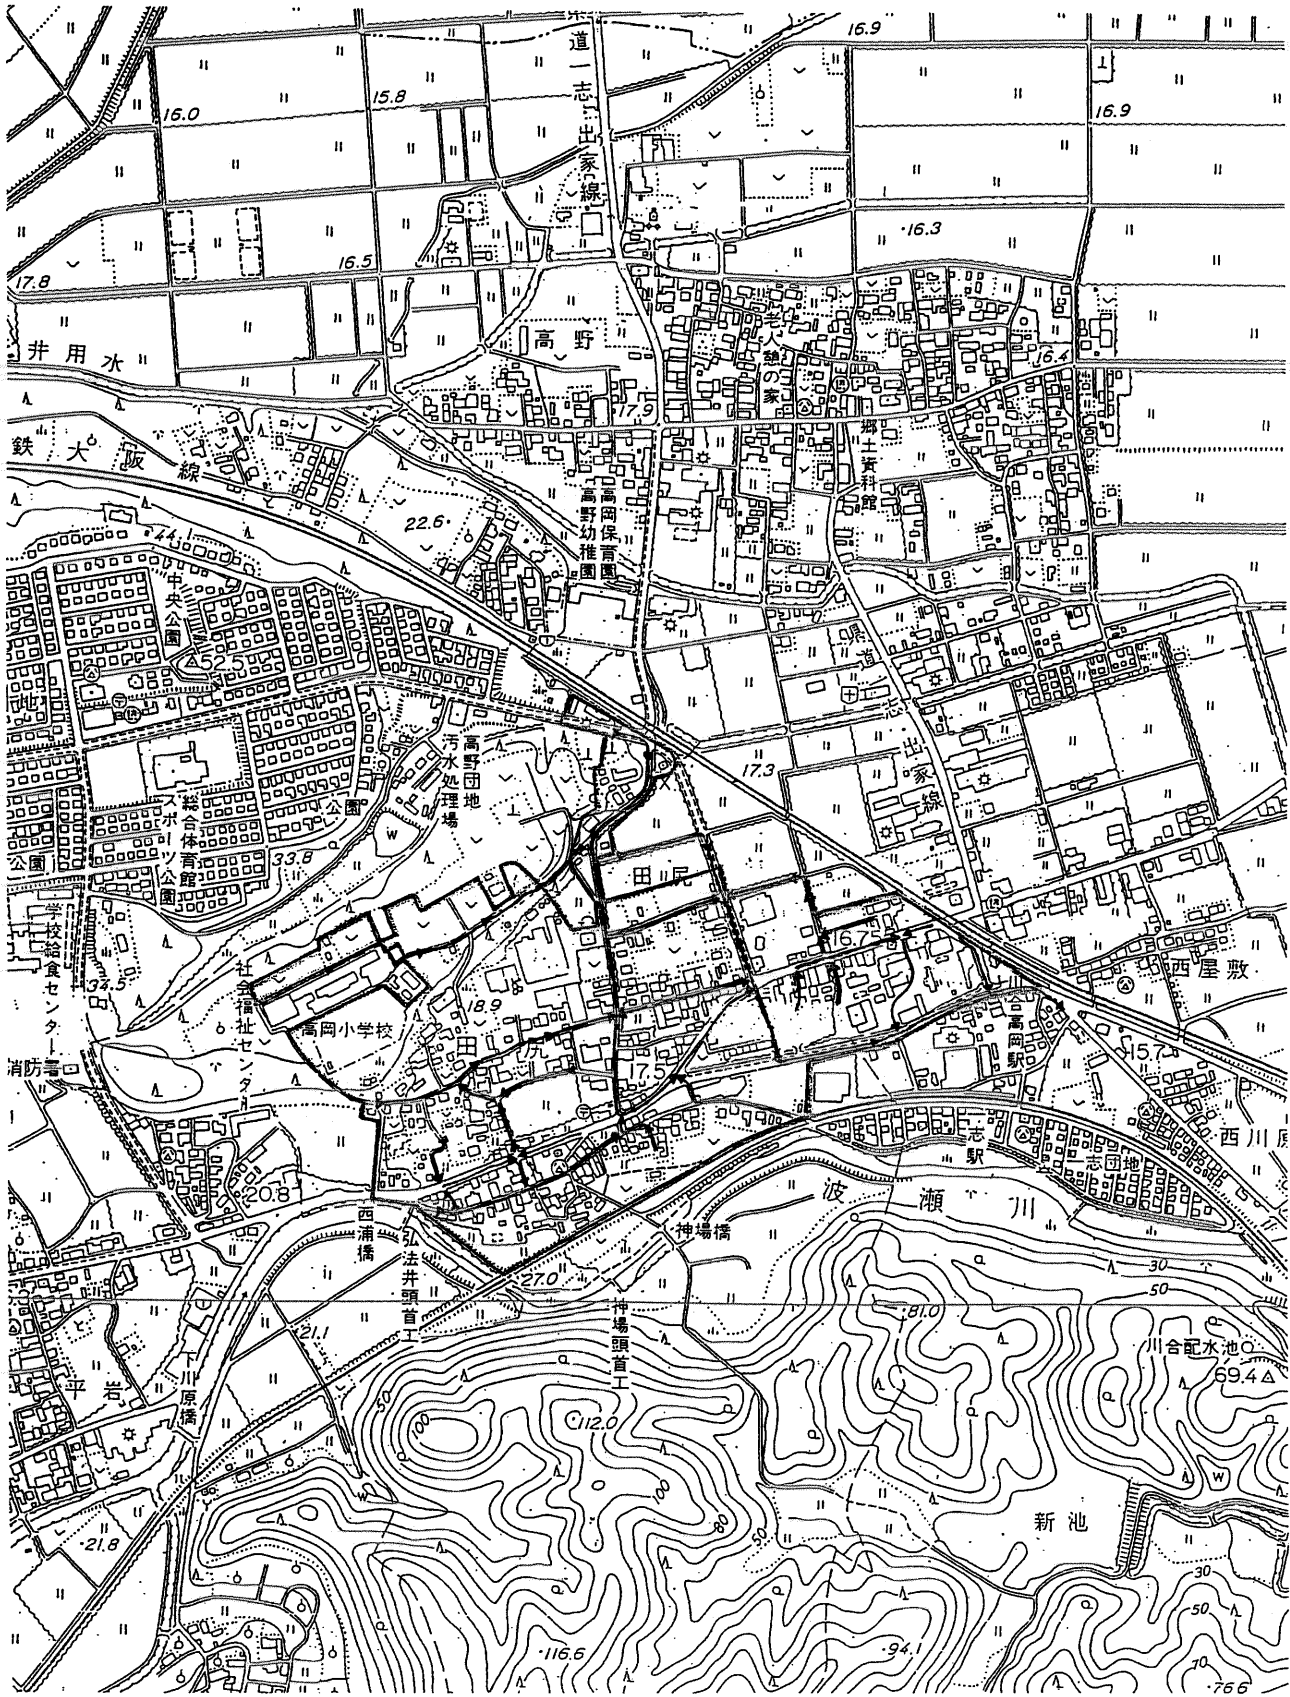 道一志出家線
16.9
15.8
16.0
16.9
16.3
17.8
16.5
井用水
高野
老人憩の家
16.4
17.9
鉄大阪線
郷土資料館
22.6
高野幼稚園
高岡保育園
44.1
中央公園
52.5
地
県道一志出家線
17.3
高野団地
汚水処理場
公園
スポーツ公園
総合体育館
33.8
公園
W
田尻
学校給食センター
34.5
社会福祉センター
18.9
16.7
西屋敷
高岡小学校
田尻
川合高岡駅
消防署
17.5
15.7
一志駅
西川原
志団地
20.8
西浦橋
弘法井頭首工
神場橋
波瀬川
27.0
神場頭首工
30
50
81.0
21.1
川合配水池
69.4
平岩
下川原橋
50
100
112.0
100
80
50
W
W
新池
21.8
30
50
116.6
94.1
70
76.6